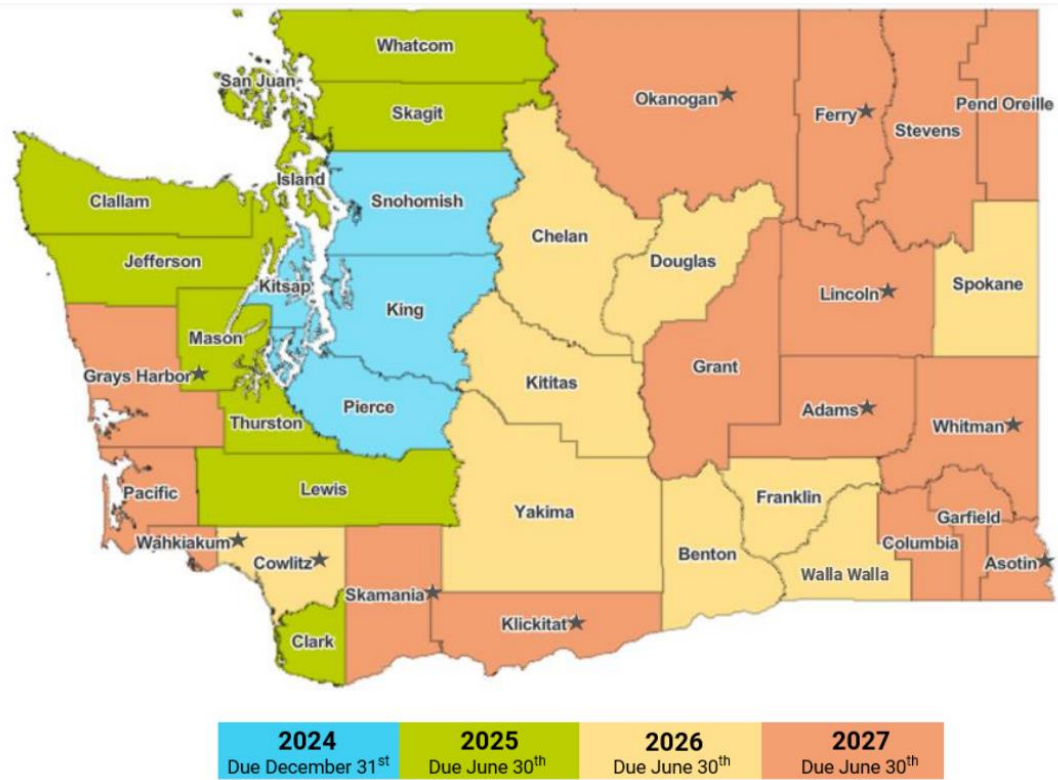 Whatcom
San Juan
Skagit
Okanogan★
Ferry★
Stevens
Pend Oreille
Island
Clallam
Snohomish
Chelan
Jefferson
Douglas
Kitsap
Lincoln★
Spokane
King
Mason
Grant
Grays Harbor★
Kititas
Pierce
Adams★
Thurston
Whitman★
Lewis
Pacific
Yakima
Franklin
Garfield
Wahkiakum★
Columbia
Cowlitz★
Benton
Asotin★
Walla Walla
Skamania★
Klickitat★
Clark
2024
Due December 31st
2025
Due June 30th
2026
Due June 30th
2027
Due June 30th